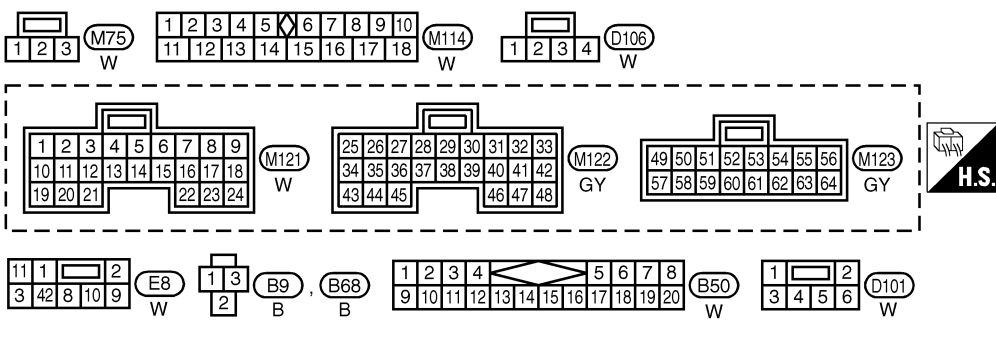 1 2 3 4 5 6 7 8 9 10
1 2 3 M75 11 12 13 14 15 16 17 18 M114 1 2 3 4 D106
W W W
1 2 3 4 5 6 7 8 9 25 26 27 28 29 30 31 32 33 49 50 51 52 53 54 55 56
10 11 12 13 14 15 16 17 18 M121 34 35 36 37 38 39 40 41 42 M122 57 58 59 60 61 62 63 64 M123
19 20 21 22 23 24 W 43 44 45 46 47 48 GY GY
H.S.
11 1 2 1 3 1 2 3 4 5 6 7 8 1 2
3 42 8 10 9 E8 2 B9 , B68 9 10 11 12 13 14 15 16 17 18 19 20 B50 3 4 5 6 D101
W B B W W